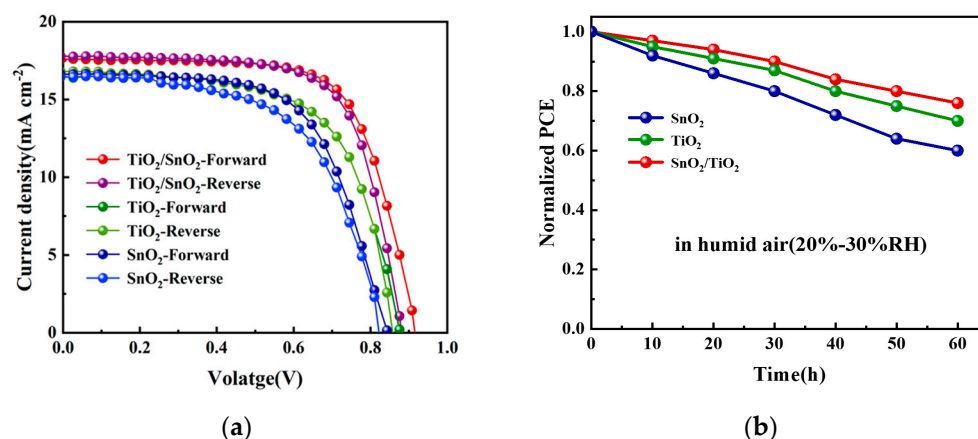 20
15
10
5
0
Current density(mA cm⁻²)
TiO₂/SnO₂-Forward
TiO₂/SnO₂-Reverse
TiO₂-Forward
TiO₂-Reverse
SnO₂-Forward
SnO₂-Reverse
0.0 0.2 0.4 0.6 0.8 1.0
Volatge(V)
(a)
1.0
0.8
0.6
0.4
0.2
0.0
Normalized PCE
SnO₂
TiO₂
SnO₂/TiO₂
in humid air(20%-30%RH)
0 10 20 30 40 50 60
Time(h)
(b)